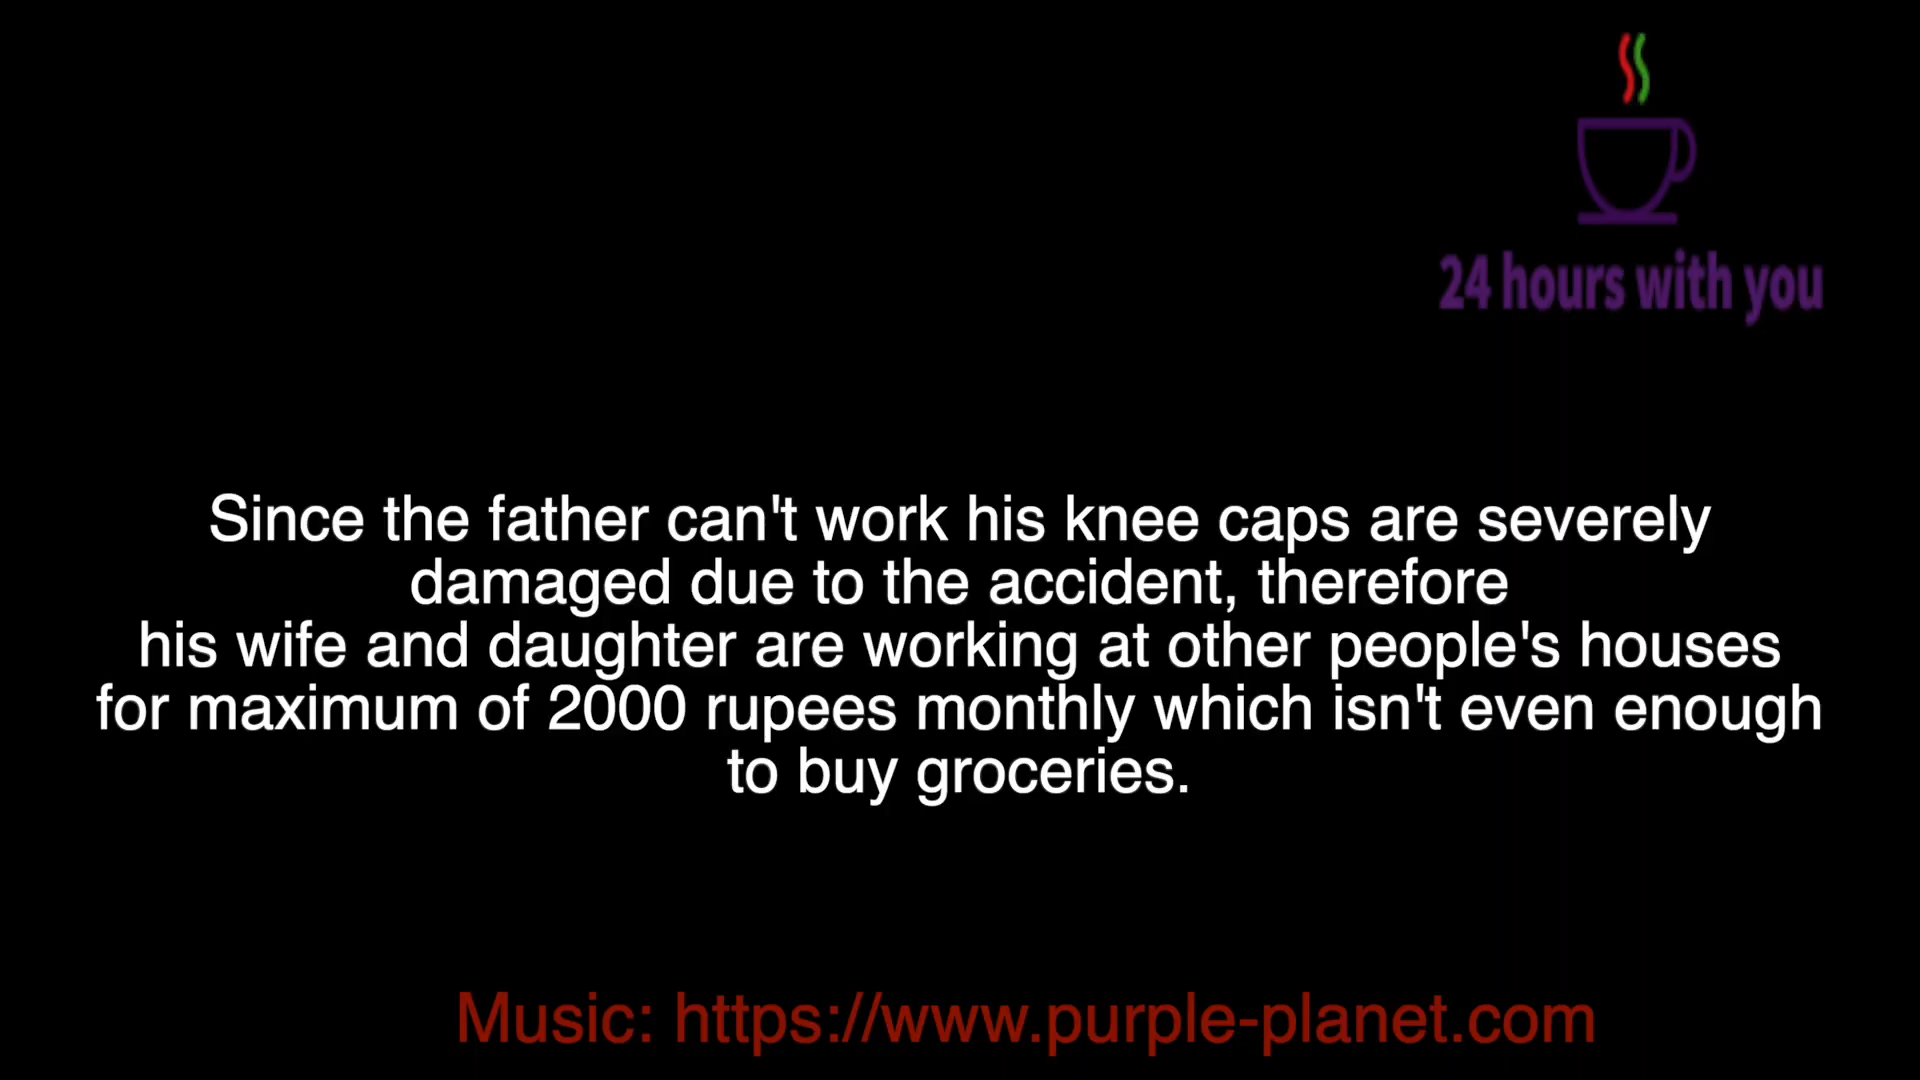 24 hours with you
Since the father can't work his knee caps are severely
damaged due to the accident, therefore
his wife and daughter are working at other people's houses
for maximum of 2000 rupees monthly which isn't even enough
to buy groceries.
Music: https://www.purple-planet.com